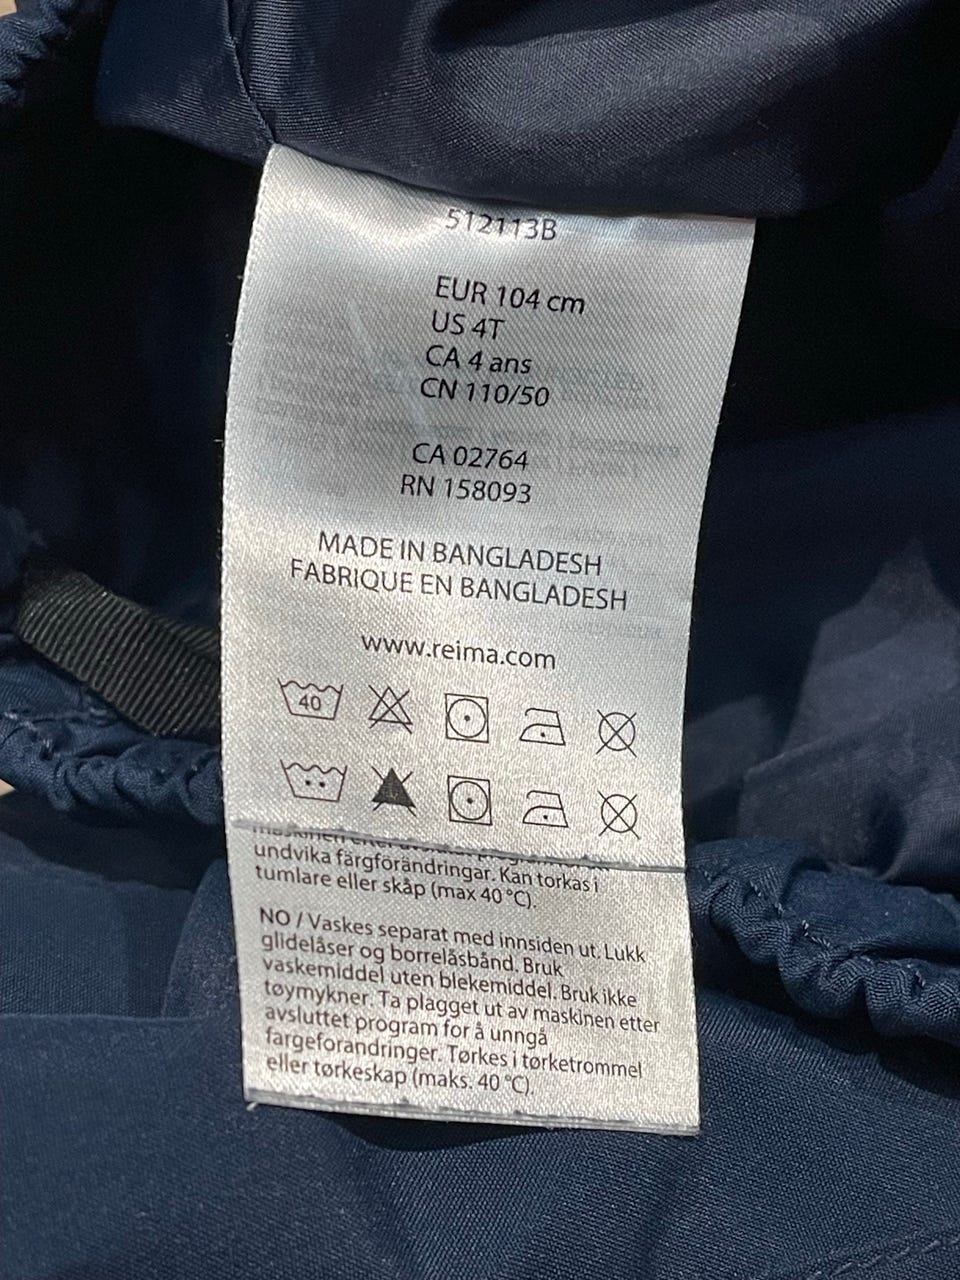 512113B
EUR 104 cm
US 4T
CA 4 ans
CN 110/50
CA 02764
RN 158093
MADE IN BANGLADESH
FABRIQUE EN BANGLADESH
www.reima.com
40
undvika färgförändringar. Kan torkas i
tumlare eller skåp (max 40 °C).
NO / Vaskes separat med innsiden ut. Lukk
glidelåser og borrelåsbånd. Bruk
vaskemiddel uten blekemiddel. Bruk ikke
tøymykner. Ta plagget ut av maskinen etter
avsluttet program for å unngå
fargeforandringer. Tørkes i tørketrommel
eller tørkeskap (maks. 40 °C).